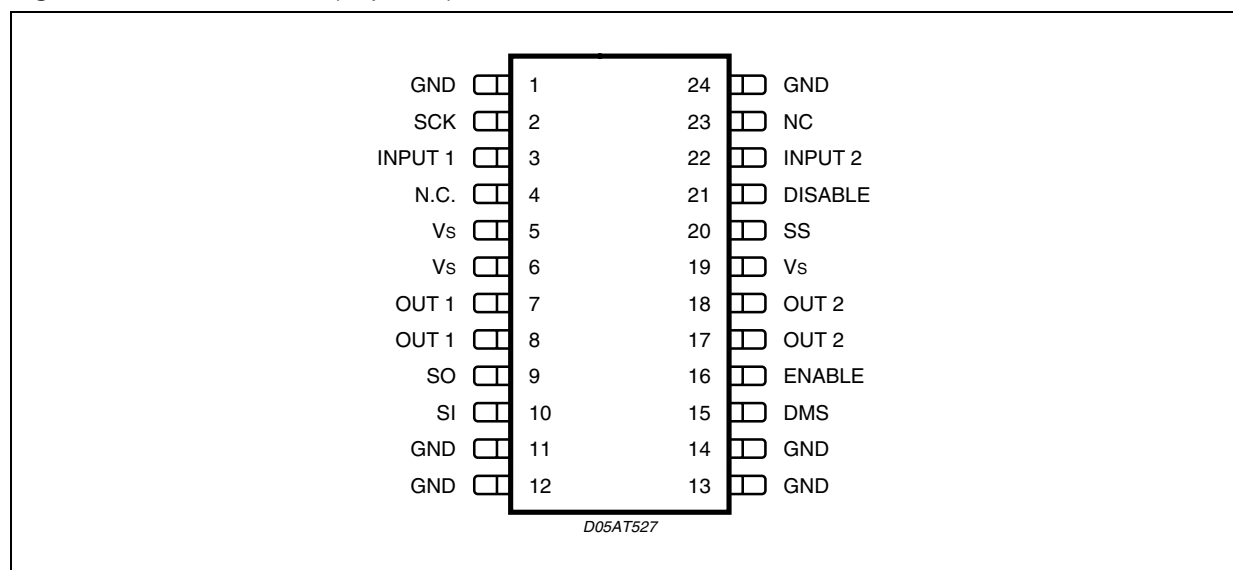 GND 1 24 GND
SCK 2 23 NC
INPUT 1 3 22 INPUT 2
N.C. 4 21 DISABLE
Vs 5 20 SS
Vs 6 19 Vs
OUT 1 7 18 OUT 2
OUT 1 8 17 OUT 2
SO 9 16 ENABLE
SI 10 15 DMS
GND 11 14 GND
GND 12 13 GND
D05AT527